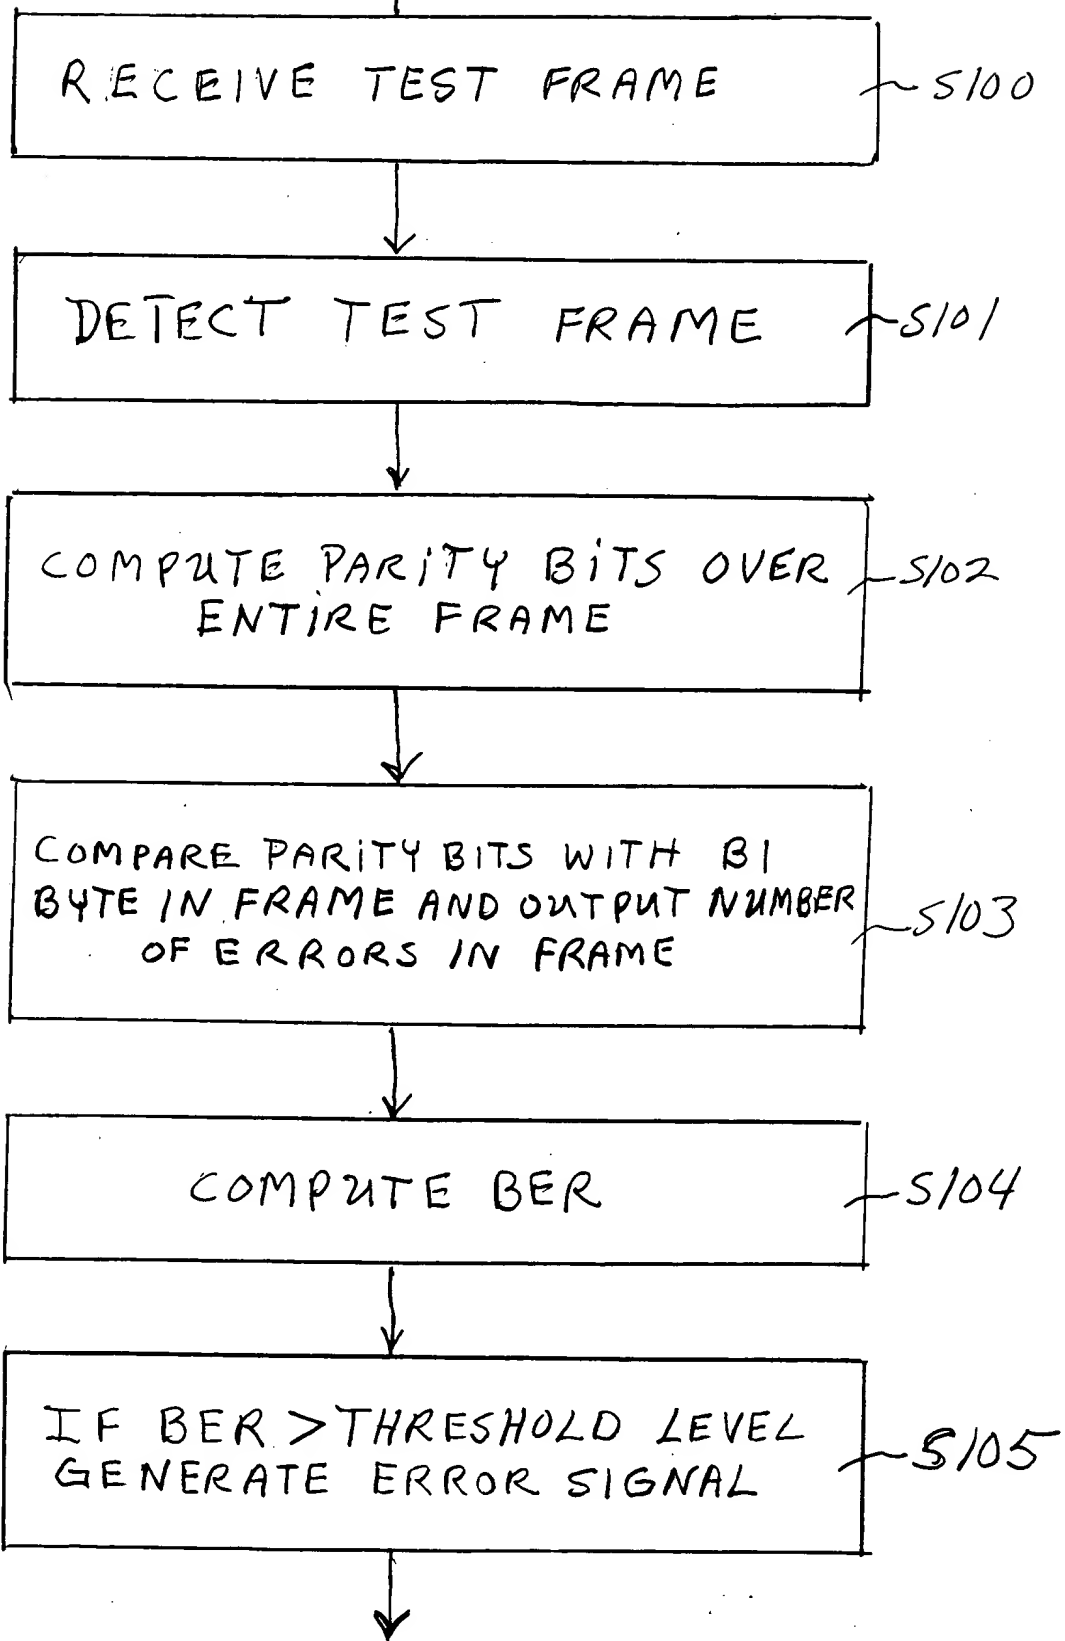 RECEIVE TEST FRAME
S100
DETECT TEST FRAME
S101
COMPUTE PARITY BITS OVER
ENTIRE FRAME
S102
COMPARE PARITY BITS WITH B1
BYTE IN FRAME AND OUTPUT NUMBER
OF ERRORS IN FRAME
S103
COMPUTE BER
S104
IF BER > THRESHOLD LEVEL
GENERATE ERROR SIGNAL
S105